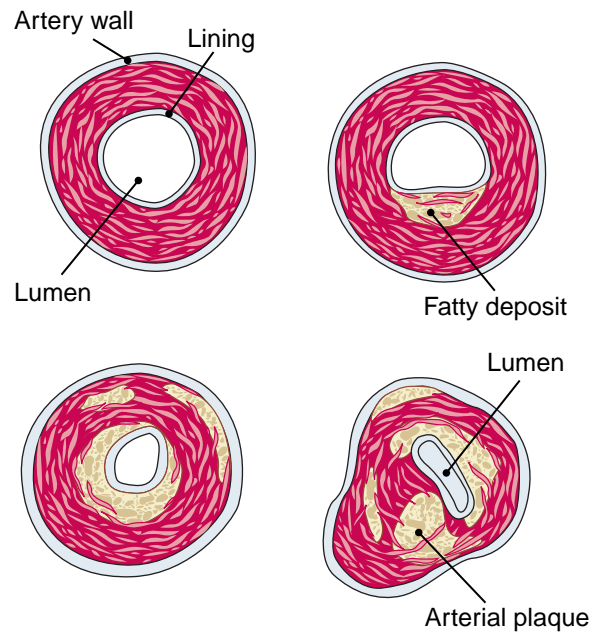 Artery wall
Lining
Lumen
Fatty deposit
Lumen
Arterial plaque